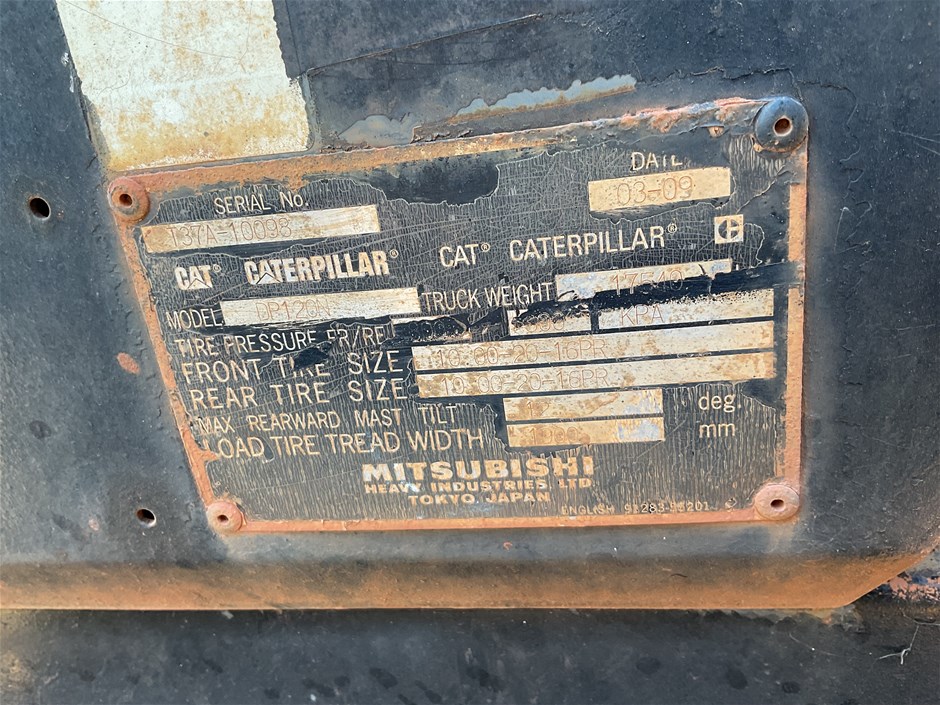 DATE
03-09
SERIAL No.
T37A-10098
CAT® CATERPILLAR® CAT® CATERPILLAR® C
MODEL DP120N TRUCK WEIGHT 17540
TIRE PRESSURE FR/RE KPA
FRONT TIRE SIZE 10.00-20-16PR
REAR TIRE SIZE 10.00-20-16PR
MAX REARWARD MAST TILT deg.
LOAD TIRE TREAD WIDTH mm
MITSUBISHI
HEAVY INDUSTRIES, LTD.
TOKYO, JAPAN
ENGLISH